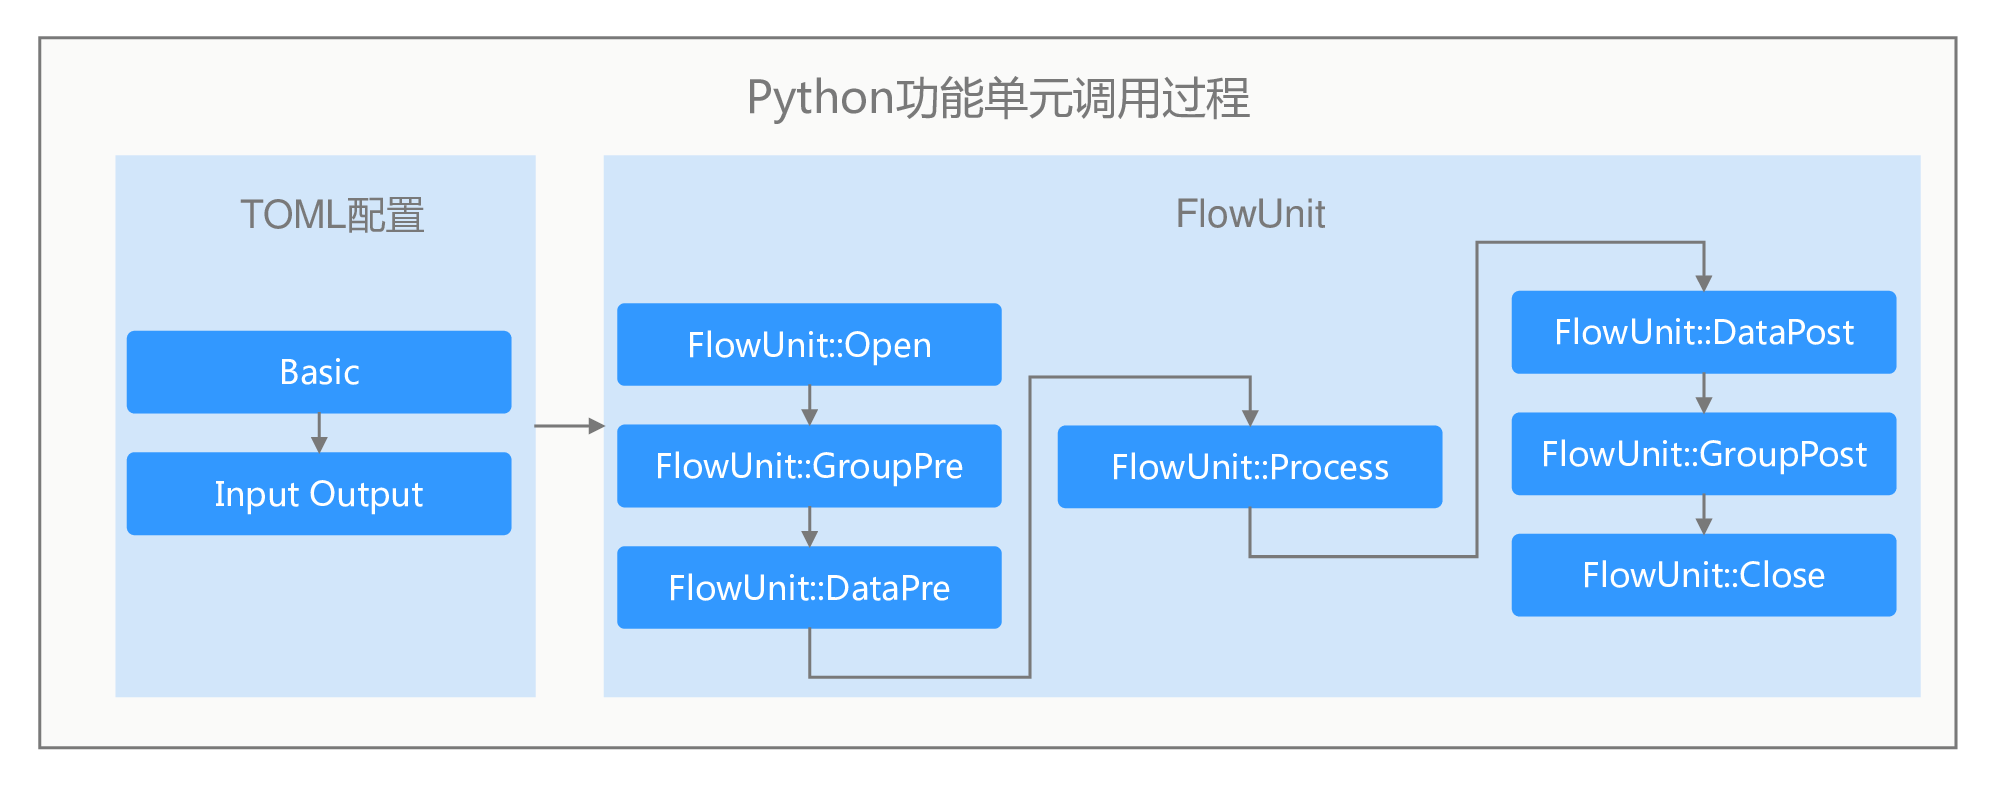 Python功能单元调用过程
TOML配置
Basic
Input Output
FlowUnit
FlowUnit::Open
FlowUnit::GroupPre
FlowUnit::DataPre
FlowUnit::Process
FlowUnit::DataPost
FlowUnit::GroupPost
FlowUnit::Close